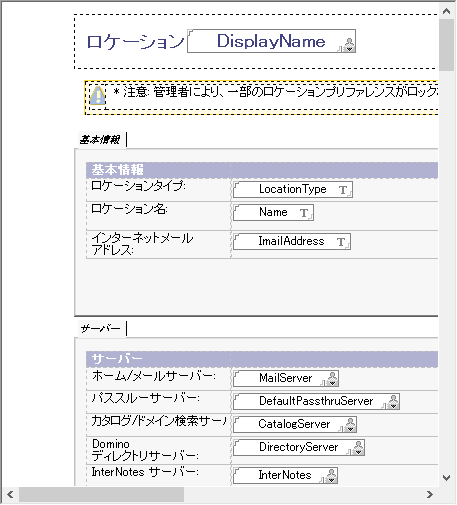 ロケーション DisplayName
* 注意: 管理者により、一部のロケーションプリファレンスがロック
基本情報
基本情報
ロケーションタイプ: LocationType T
ロケーション名: Name T
インターネットメール
アドレス: ImailAddress T
サーバー
サーバー
ホーム/メールサーバー: MailServer
パススルーサーバー: DefaultPassthruServer
カタログ/ドメイン検索サーバ CatalogServer
Domino
ディレクトリサーバー: DirectoryServer
InterNotes サーバー: InterNotes